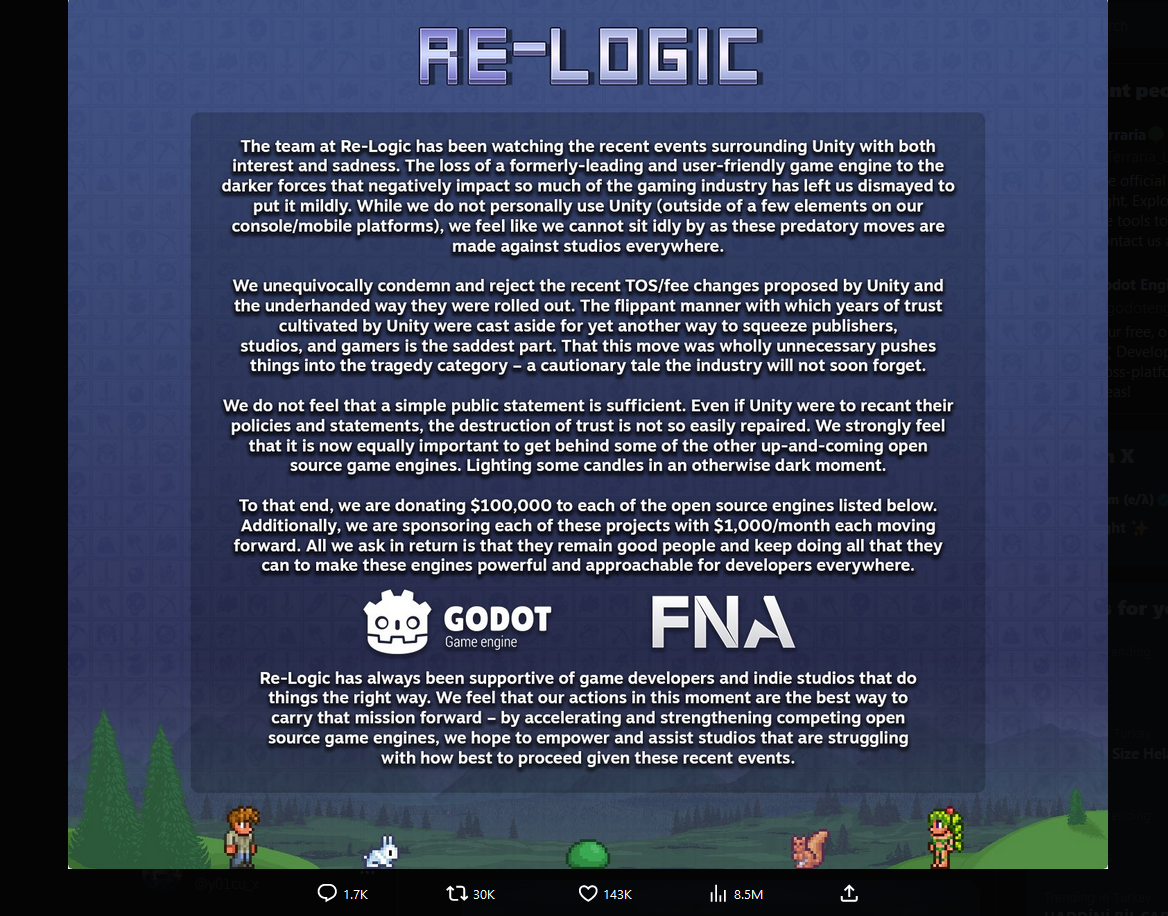 RE-LOGIC
The team at Re-Logic has been watching the recent events surrounding Unity with both
interest and sadness. The loss of a formerly-leading and user-friendly game engine to the
darker forces that negatively impact so much of the gaming industry has left us dismayed to
put it mildly. While we do not personally use Unity (outside of a few elements on our
console/mobile platforms), we feel like we cannot sit idly by as these predatory moves are
made against studios everywhere.
We unequivocally condemn and reject the recent TOS/fee changes proposed by Unity and
the underhanded way they were rolled out. The flippant manner with which years of trust
cultivated by Unity were cast aside for yet another way to squeeze publishers,
studios, and gamers is the saddest part. That this move was wholly unnecessary pushes
things into the tragedy category – a cautionary tale the industry will not soon forget.
We do not feel that a simple public statement is sufficient. Even if Unity were to recant their
policies and statements, the destruction of trust is not so easily repaired. We strongly feel
that it is now equally important to get behind some of the other up-and-coming open
source game engines. Lighting some candles in an otherwise dark moment.
To that end, we are donating $100,000 to each of the open source engines listed below.
Additionally, we are sponsoring each of these projects with $1,000/month each moving
forward. All we ask in return is that they remain good people and keep doing all that they
can to make these engines powerful and approachable for developers everywhere.
GODOT
Game engine
FNA
Re-Logic has always been supportive of game developers and indie studios that do
things the right way. We feel that our actions in this moment are the best way to
carry that mission forward – by accelerating and strengthening competing open
source game engines, we hope to empower and assist studios that are struggling
with how best to proceed given these recent events.
1.7K
30K
143K
8.5M